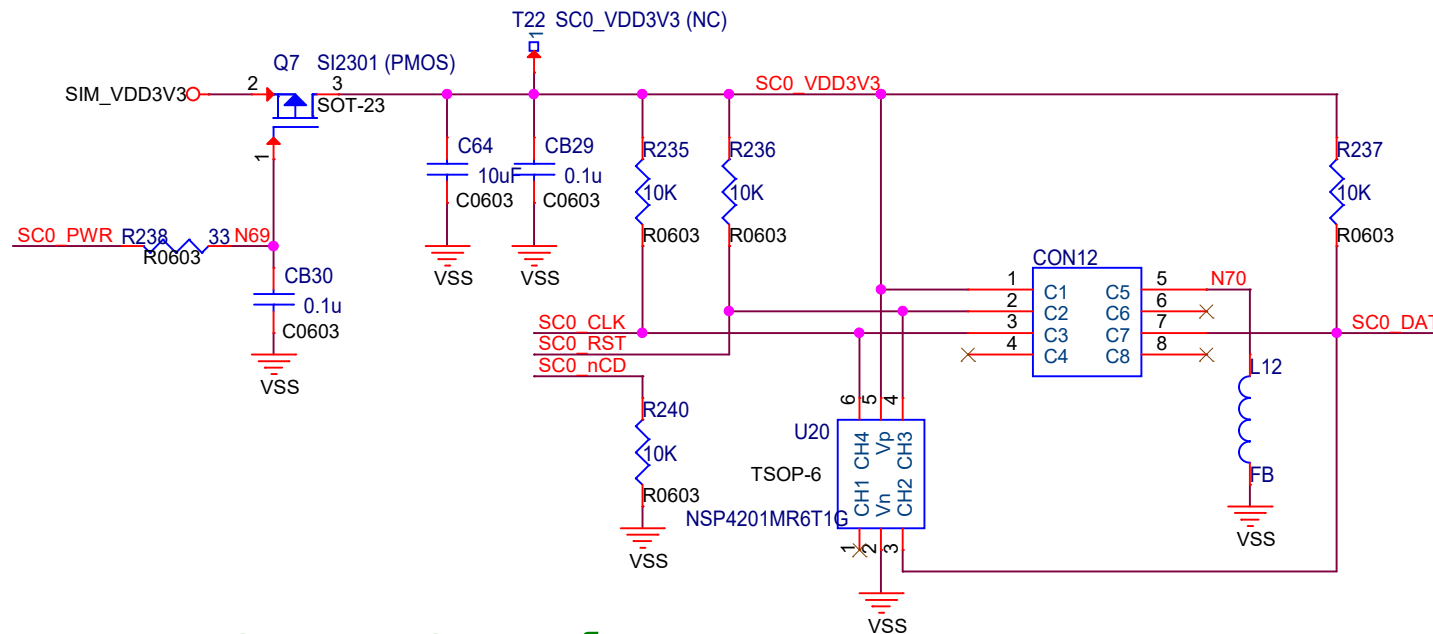 T22 SC0_VDD3V3 (NC)
1
Q7 SI2301 (PMOS)
SIM_VDD3V3
2
3
SOT-23
SC0_VDD3V3
1
C64
10uF
C0603
CB29
0.1u
C0603
R235
10K
R0603
R236
10K
R0603
R237
10K
R0603
SC0_PWR
R238
33
N69
R0603
VSS
VSS
CB30
0.1u
C0603
VSS
CON12
1 C1 C5 5
N70
2 C2 C6 6
3 C3 C7 7
4 C4 C8 8
SC0_CLK
SC0_RST
SC0_nCD
SC0_DAT
L12
FB
VSS
R240
10K
R0603
VSS
6 5 4
U20
CH4 Vp CH3
TSOP-6
CH1 Vn CH2
NSP4201MR6T1G
1 2 3
VSS